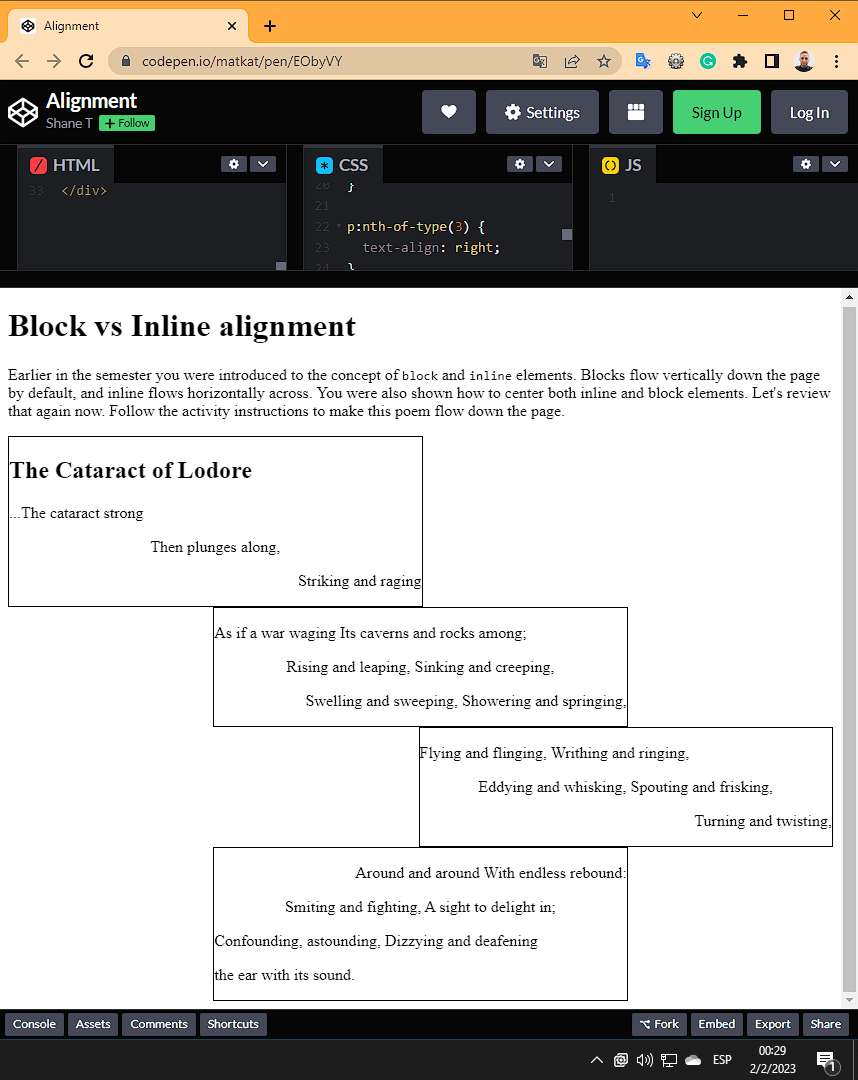 Alignment
codepen.io/matkat/pen/EObyVY
Alignment
Shane T
+ Follow
Settings
Sign Up
Log In
HTML
CSS
JS
33 </div>
20 }
21
22 p:nth-of-type(3) {
23 text-align: right;
24 }
1
Block vs Inline alignment
Earlier in the semester you were introduced to the concept of block and inline elements. Blocks flow vertically down the page
by default, and inline flows horizontally across. You were also shown how to center both inline and block elements. Let's review
that again now. Follow the activity instructions to make this poem flow down the page.
The Cataract of Lodore
...The cataract strong
Then plunges along,
Striking and raging
As if a war waging Its caverns and rocks among;
Rising and leaping, Sinking and creeping,
Swelling and sweeping, Showering and springing,
Flying and flinging, Writhing and ringing,
Eddying and whisking, Spouting and frisking,
Turning and twisting,
Around and around With endless rebound:
Smiting and fighting, A sight to delight in;
Confounding, astounding, Dizzying and deafening
the ear with its sound.
Console
Assets
Comments
Shortcuts
Fork
Embed
Export
Share
ESP
00:29
2/2/2023
1